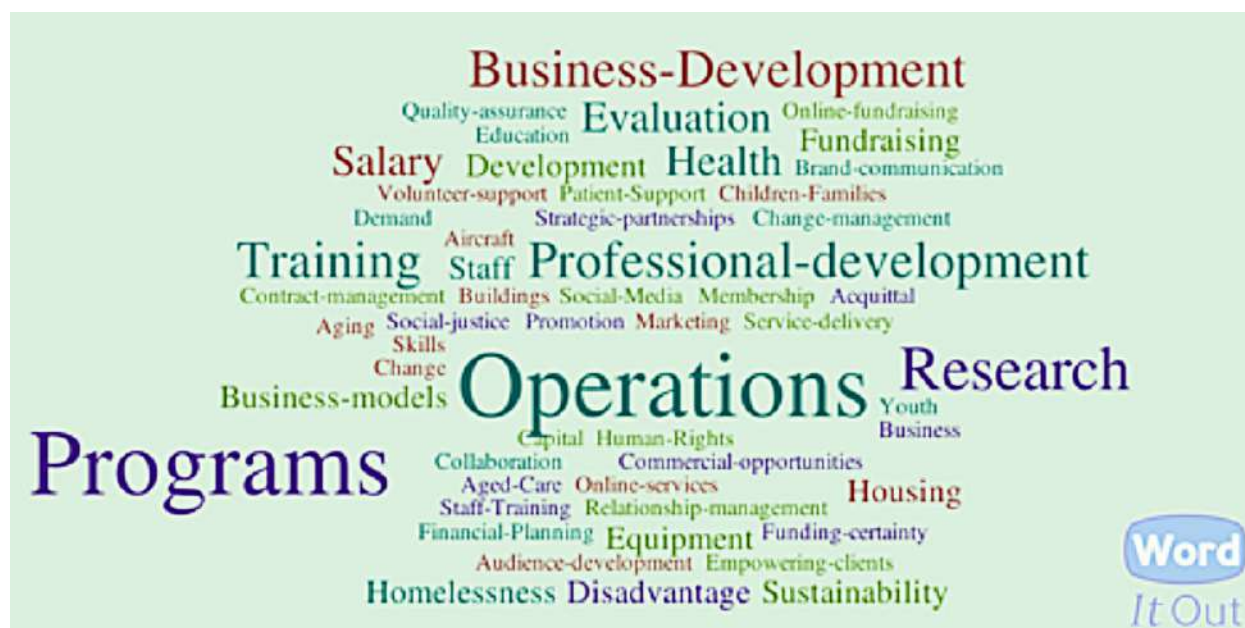 Business-Development
Quality-assurance Evaluation Online-fundraising
Education Fundraising
Salary Development Health Brand-communication
Volunteer-support Patient-Support Children-Families
Demand Strategic-partnerships Change-management
Aircraft
Training Staff Professional-development
Contract-management Buildings Social-Media Membership Acquittal
Aging Social-justice Promotion Marketing Service-delivery
Skills
Change
Business-models Operations Research
Youth
Business
Programs
Capital Human-Rights
Collaboration Commercial-opportunities
Aged-Care Online-services Housing
Staff-Training Relationship-management
Financial-Planning Equipment Funding-certainty
Audience-development Empowering-clients
Homelessness Disadvantage Sustainability
Word
It Out